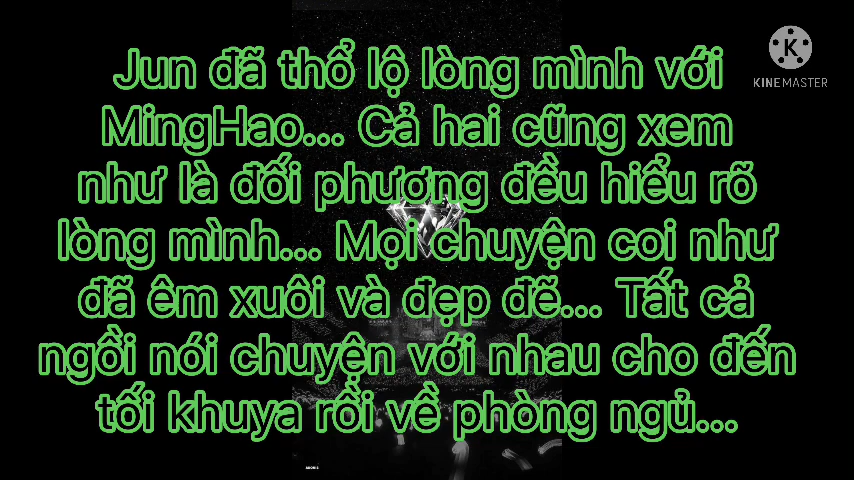 Jun đã thổ lộ lòng mình với
MingHao... Cả hai cũng xem
như là đối phương đều hiểu rõ
lòng mình... Mọi chuyện coi như
đã êm xuôi và đẹp đẽ... Tất cả
ngồi nói chuyện với nhau cho đến
tối khuya rồi về phòng ngủ...
K
KINEMASTER